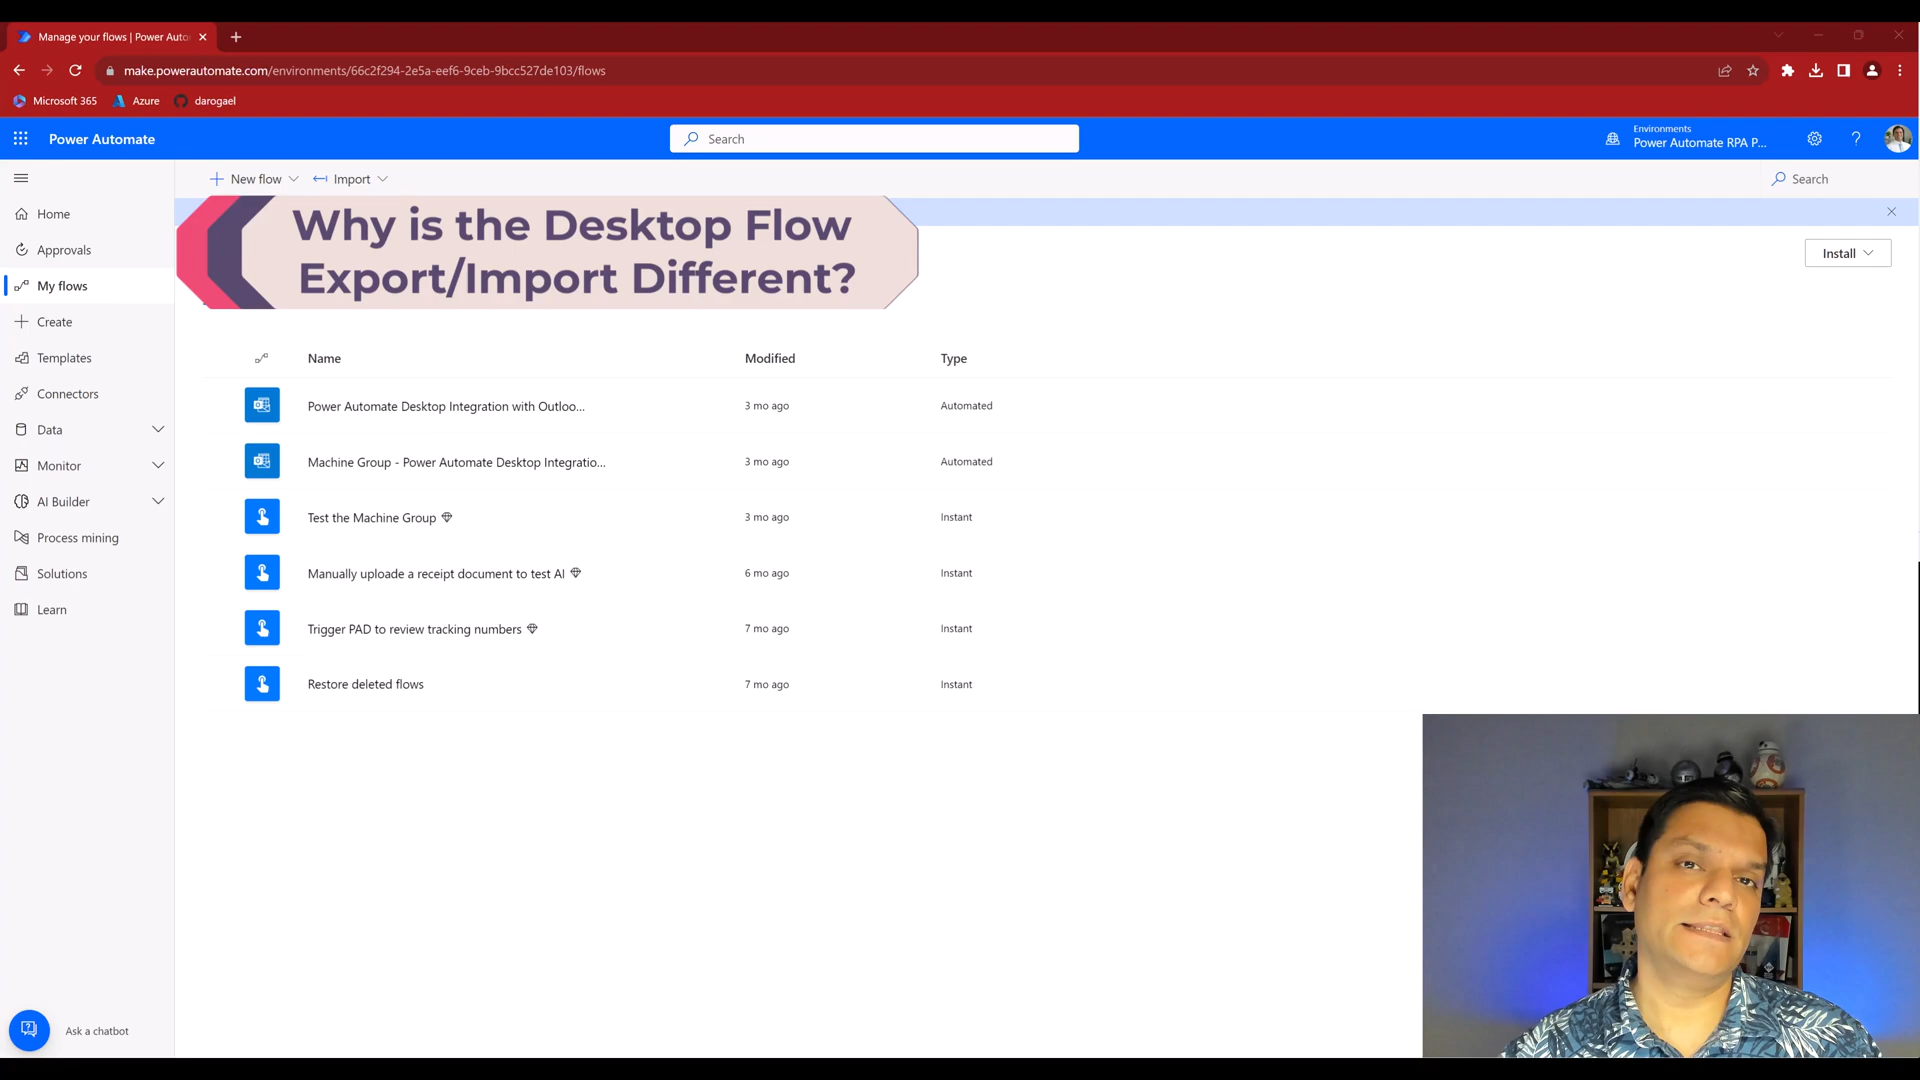 Manage your flows | Power Auto
make.powerautomate.com/environments/66c2f294-2e5a-eef6-9ceb-9bcc527de103/flows
Microsoft 365 Azure darogael
Power Automate
Search
Environments
Power Automate RPA P...
New flow Import
Search
Home
Approvals
My flows
Create
Templates
Connectors
Data
Monitor
AI Builder
Process mining
Solutions
Learn
Why is the Desktop Flow
Export/Import Different?
Install
Name Modified Type
Power Automate Desktop Integration with Outloo... 3 mo ago Automated
Machine Group - Power Automate Desktop Integratio... 3 mo ago Automated
Test the Machine Group 3 mo ago Instant
Manually uploade a receipt document to test AI 6 mo ago Instant
Trigger PAD to review tracking numbers 7 mo ago Instant
Restore deleted flows 7 mo ago Instant
Ask a chatbot